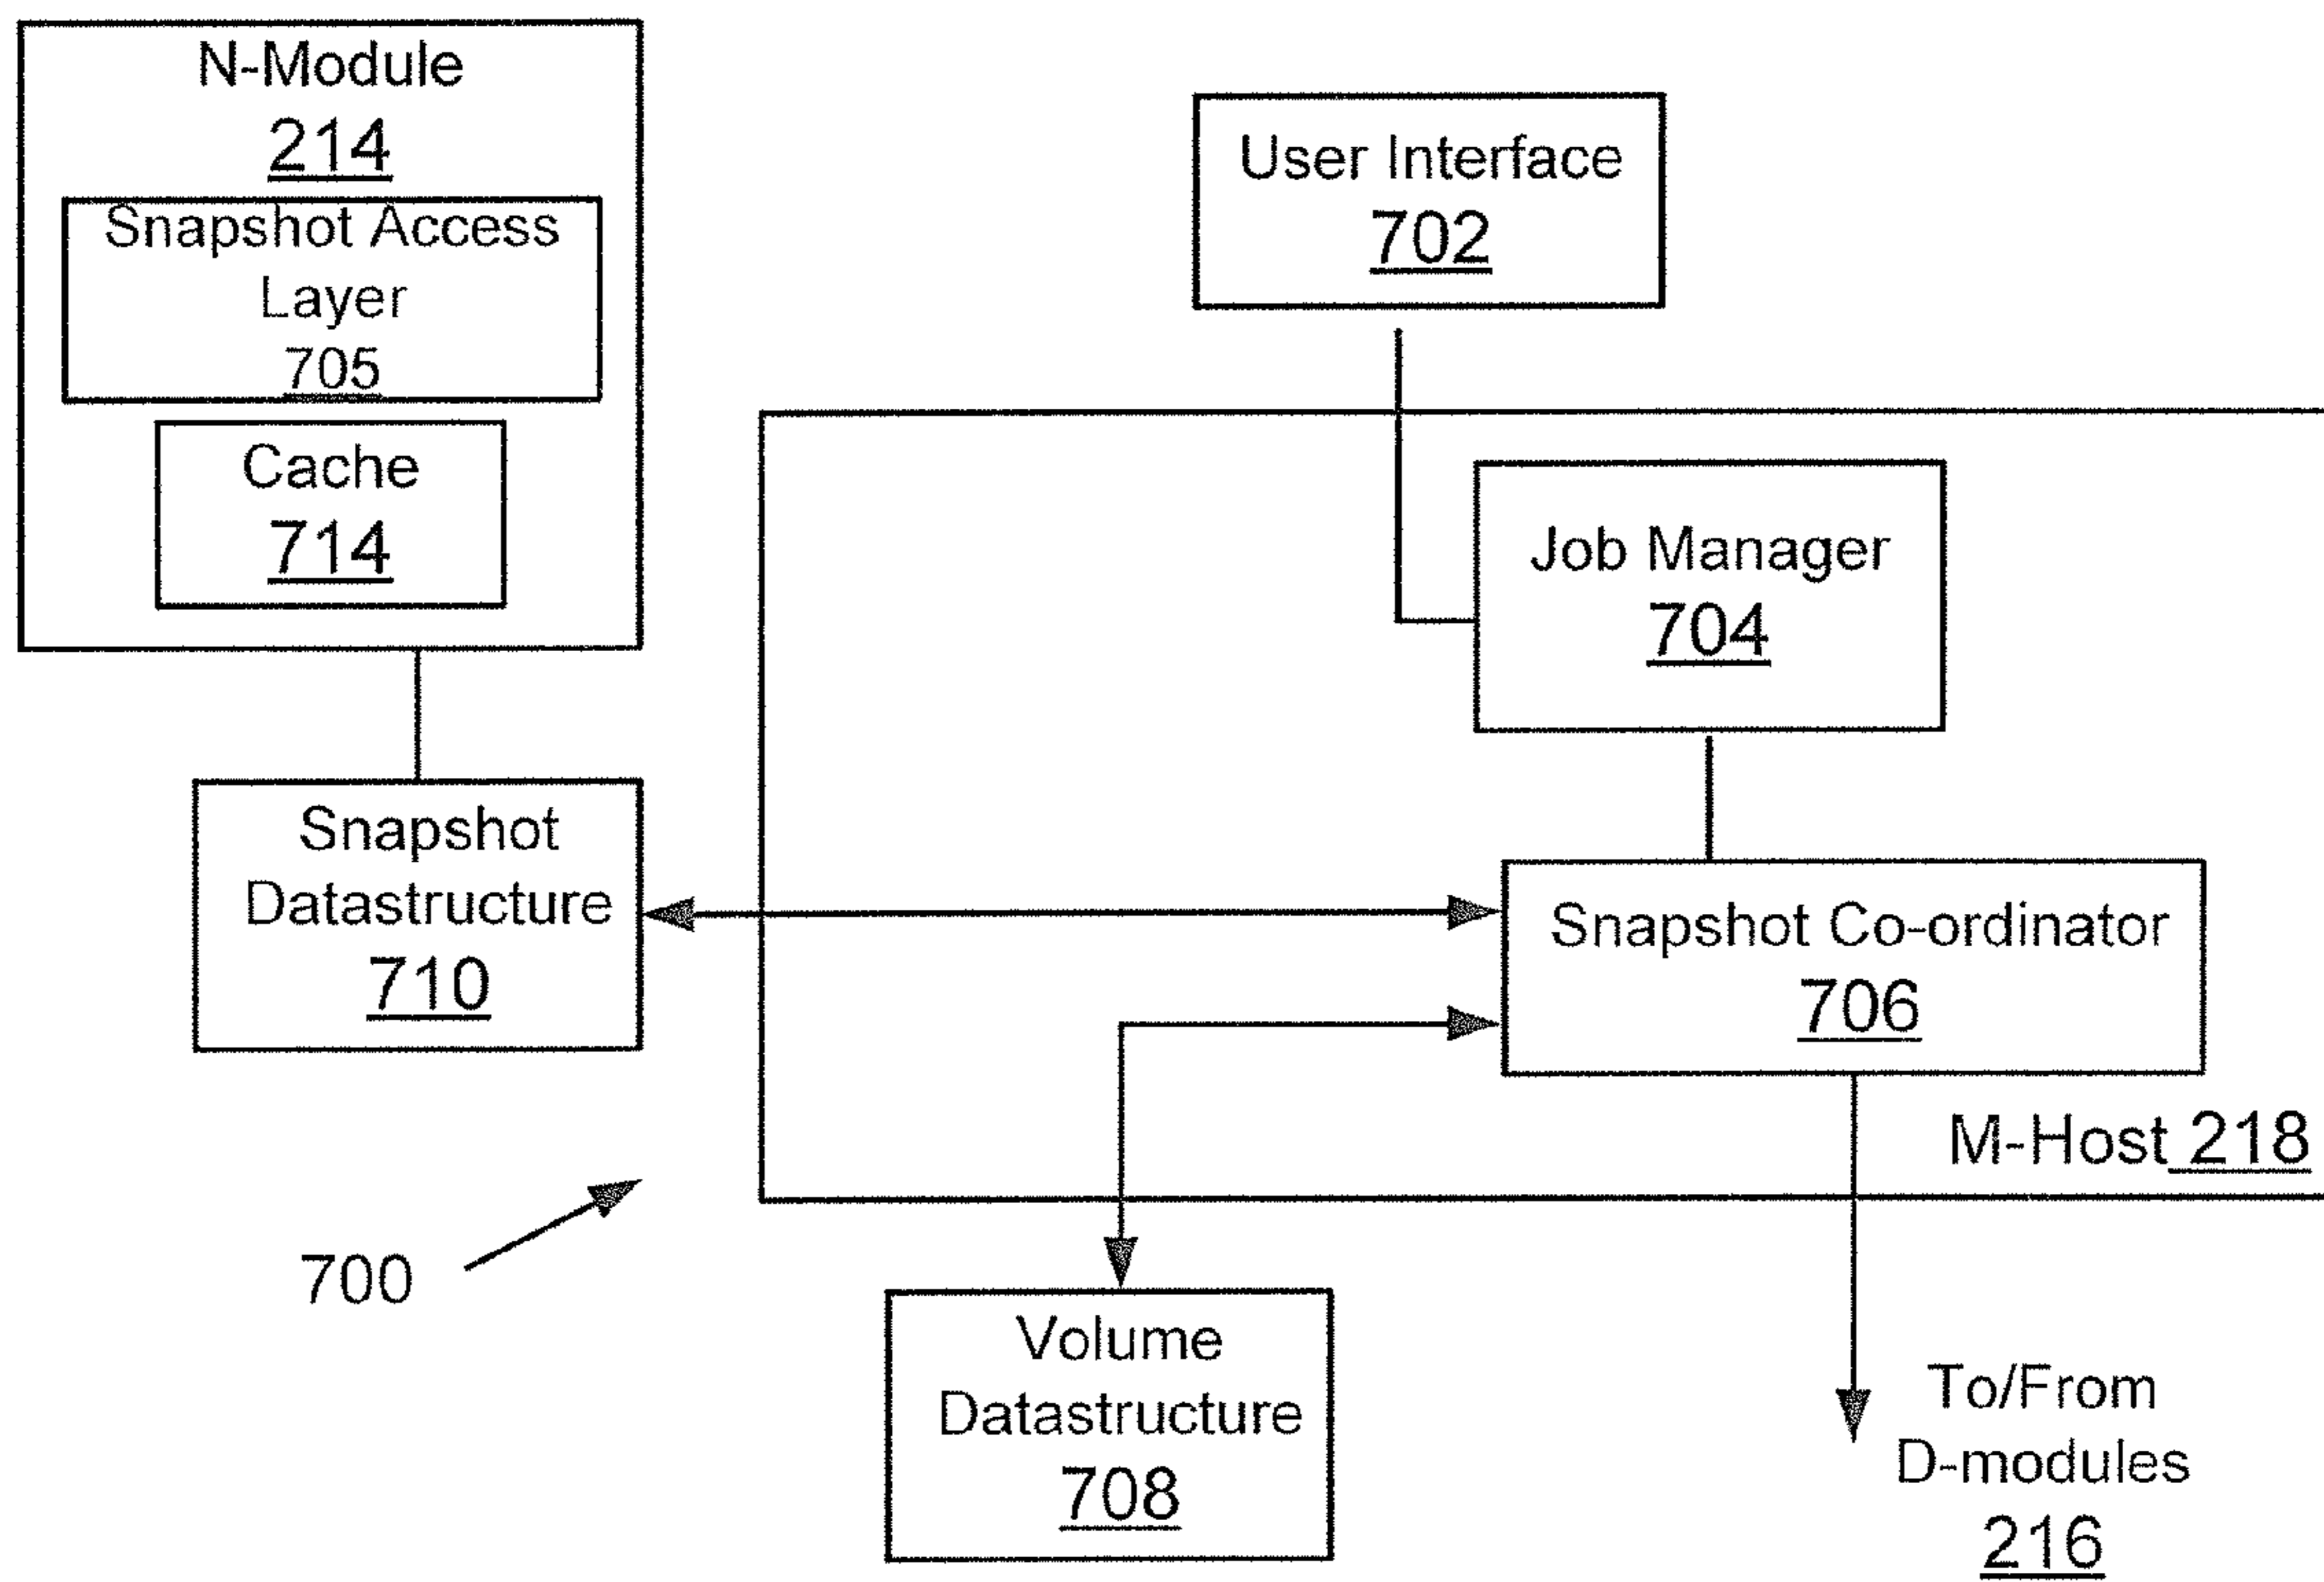 N-Module
214
Snapshot Access
Layer
705
Cache
714
User Interface
702
Job Manager
704
Snapshot
Datastructure
710
Snapshot Co-ordinator
706
M-Host 218
700
Volume
Datastructure
708
To/From
D-modules
216